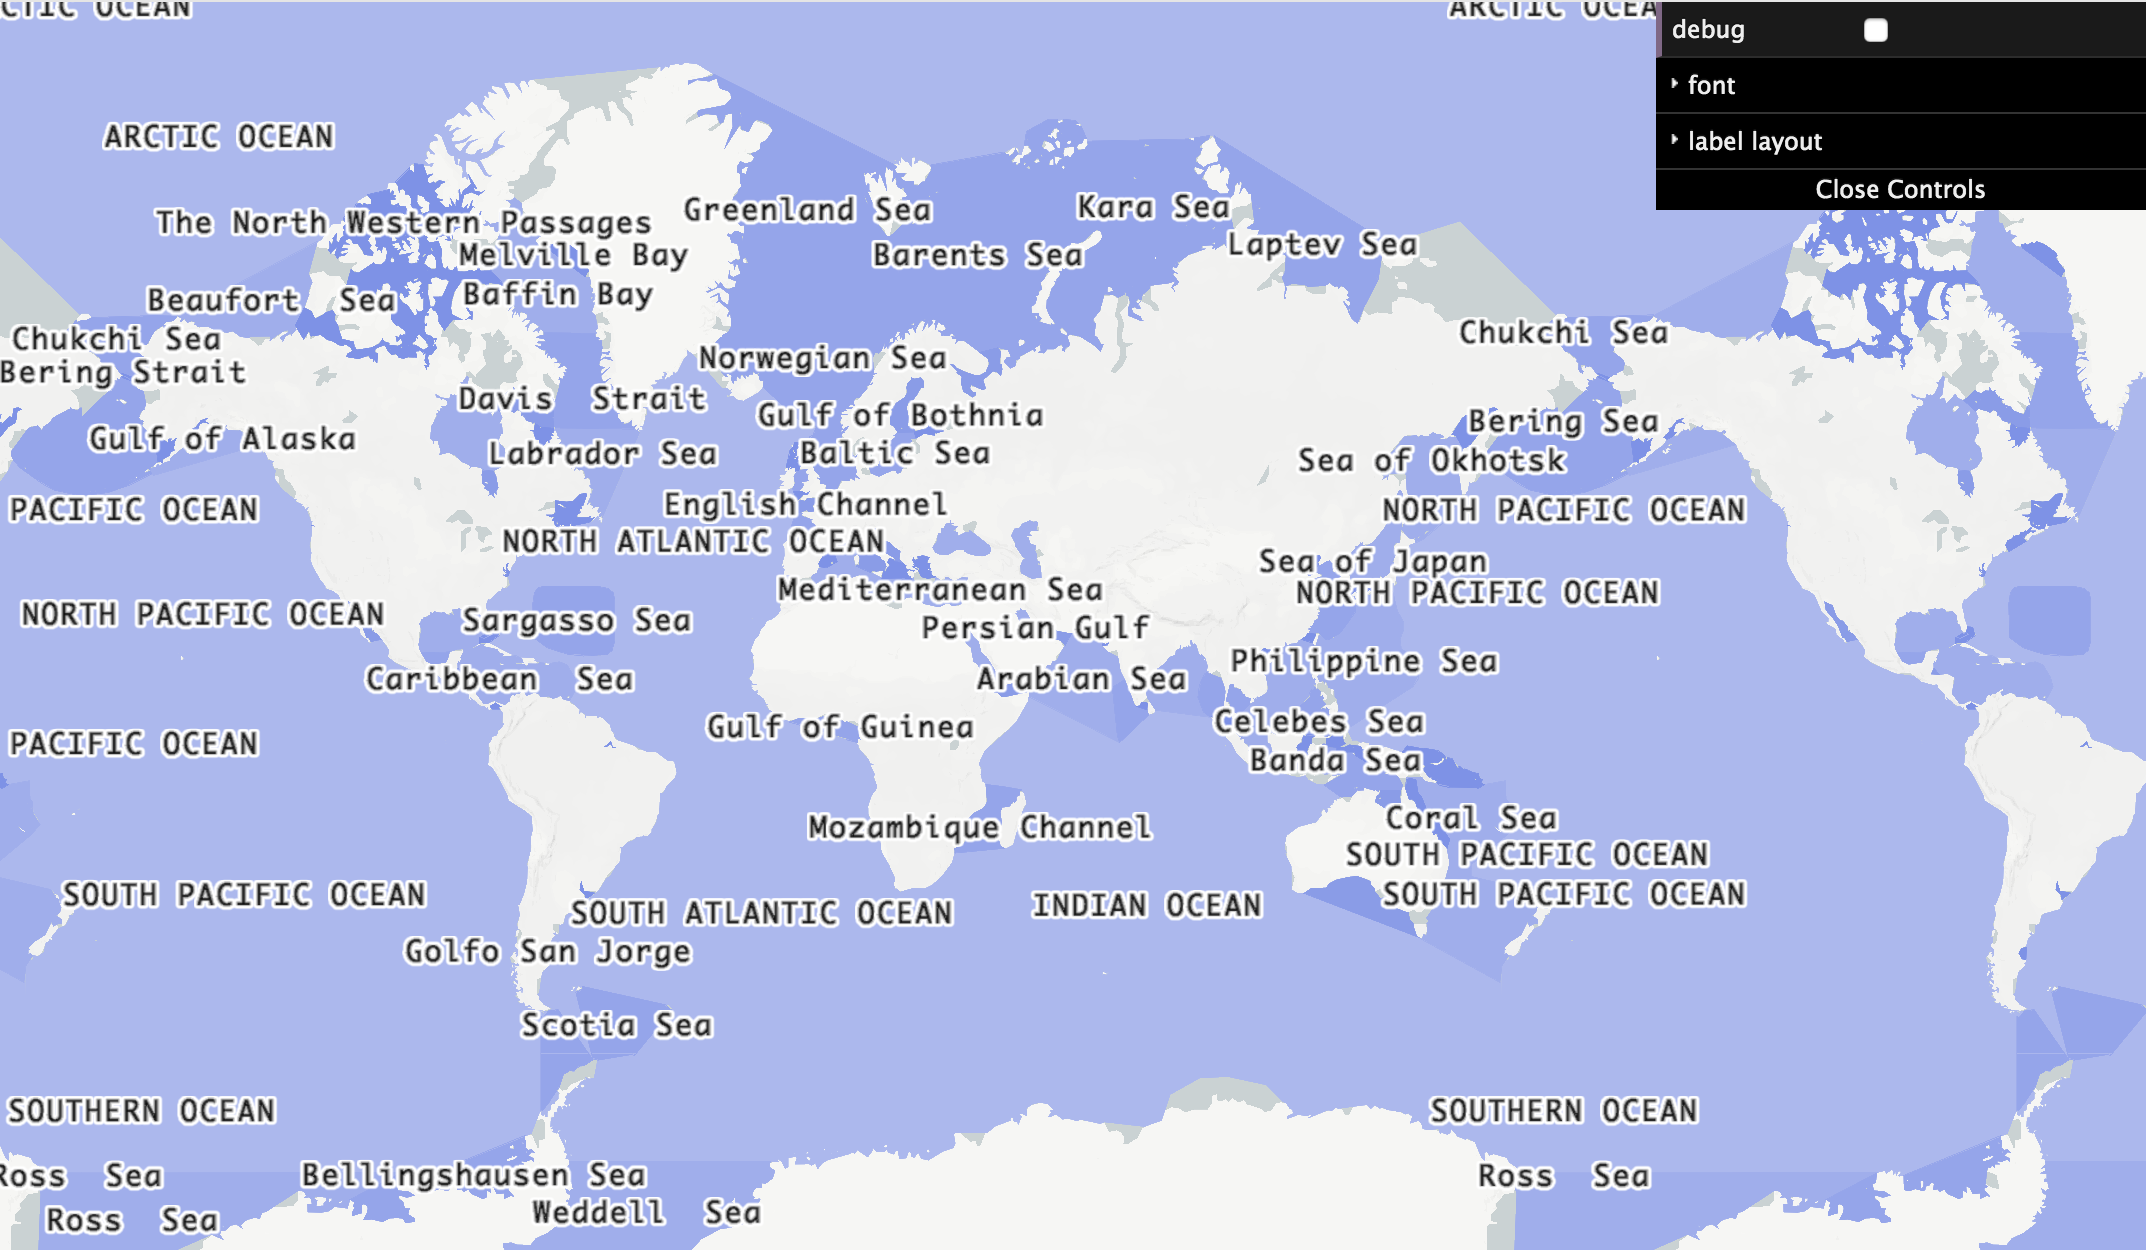 CTIC OCEAN
ARCTIC OCEA
debug
font
label layout
Close Controls
ARCTIC OCEAN
The North Western Passages
Greenland Sea
Kara Sea
Melville Bay
Barents Sea
Laptev Sea
Beaufort  Sea
Baffin Bay
Chukchi Sea
Chukchi Sea
Bering Strait
Norwegian Sea
Davis  Strait
Gulf of Bothnia
Bering Sea
Gulf of Alaska
Labrador Sea
Baltic Sea
Sea of Okhotsk
PACIFIC OCEAN
English Channel
NORTH PACIFIC OCEAN
NORTH ATLANTIC OCEAN
Sea of Japan
Mediterranean Sea
NORTH PACIFIC OCEAN
NORTH PACIFIC OCEAN
Sargasso Sea
Persian Gulf
Caribbean  Sea
Arabian Sea
Philippine Sea
Gulf of Guinea
Celebes Sea
PACIFIC OCEAN
Banda Sea
Mozambique Channel
Coral Sea
SOUTH PACIFIC OCEAN
SOUTH PACIFIC OCEAN
SOUTH PACIFIC OCEAN
SOUTH ATLANTIC OCEAN
INDIAN OCEAN
Golfo San Jorge
Scotia Sea
SOUTHERN OCEAN
SOUTHERN OCEAN
Ross  Sea
Bellingshausen Sea
Ross  Sea
Ross  Sea
Weddell  Sea